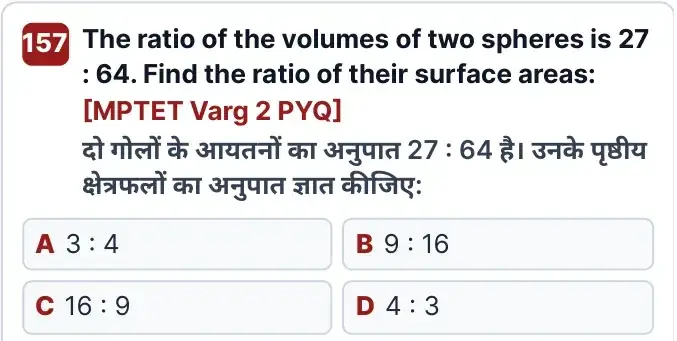 157 The ratio of the volumes of two spheres is 27
: 64. Find the ratio of their surface areas:
[MPTET Varg 2 PYQ]
दो गोलों के आयतनों का अनुपात 27 : 64 है। उनके पृष्ठीय
क्षेत्रफलों का अनुपात ज्ञात कीजिए:
A 3 : 4
B 9 : 16
C 16 : 9
D 4 : 3